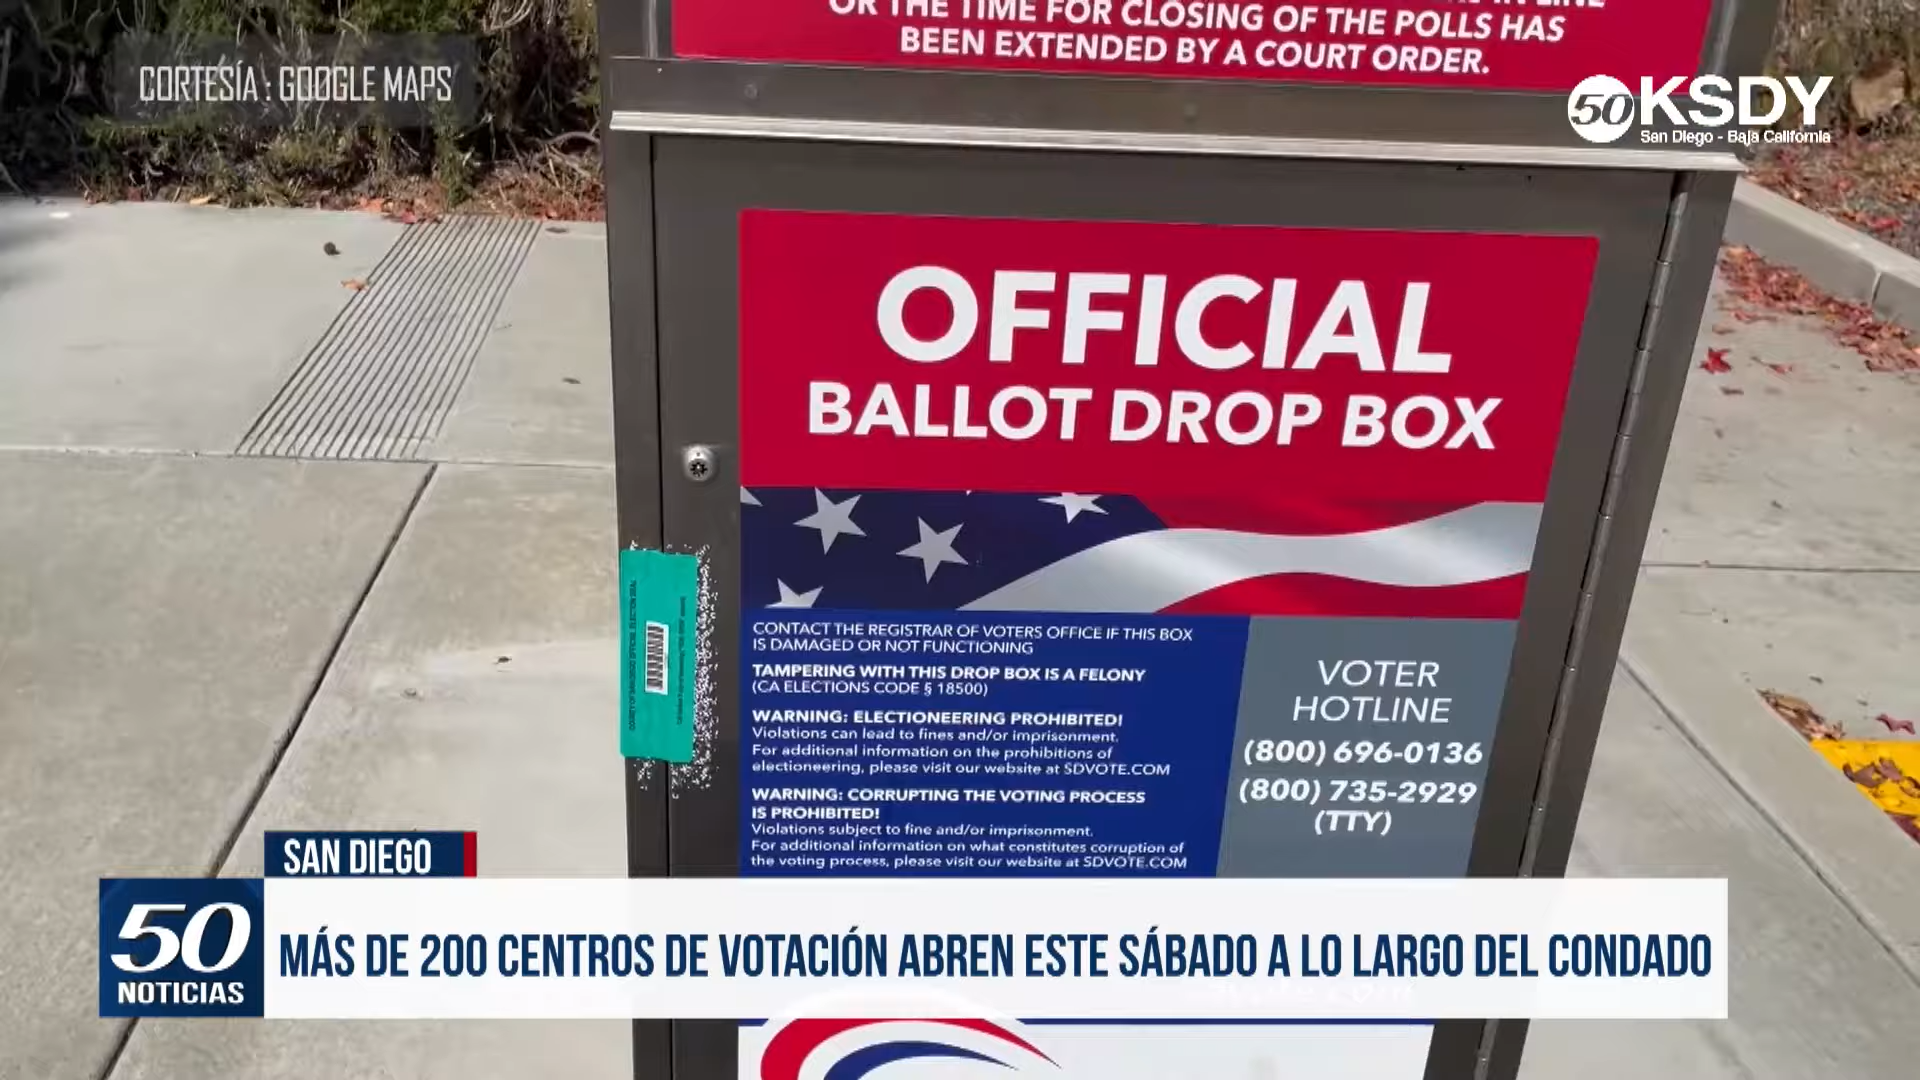 OR THE TIME FOR CLOSING OF THE POLLS HAS
BEEN EXTENDED BY A COURT ORDER.
CORTESÍA : GOOGLE MAPS
50 KSDY
San Diego - Baja California
OFFICIAL
BALLOT DROP BOX
CONTACT THE REGISTRAR OF VOTERS OFFICE IF THIS BOX
IS DAMAGED OR NOT FUNCTIONING
TAMPERING WITH THIS DROP BOX IS A FELONY
(CA ELECTIONS CODE § 18500)
WARNING: ELECTIONEERING PROHIBITED!
Violations can lead to fines and/or imprisonment.
For additional information on the prohibitions of
electioneering, please visit our website at SDVOTE.COM
WARNING: CORRUPTING THE VOTING PROCESS
IS PROHIBITED!
Violations subject to fine and/or imprisonment.
For additional information on what constitutes corruption of
the voting process, please visit our website at SDVOTE.COM
VOTER
HOTLINE
(800) 696-0136
(800) 735-2929
(TTY)
SAN DIEGO
50
NOTICIAS
MÁS DE 200 CENTROS DE VOTACIÓN ABREN ESTE SÁBADO A LO LARGO DEL CONDADO